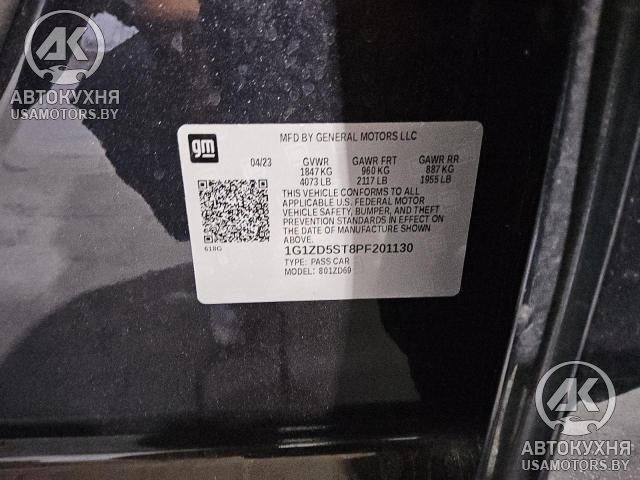 AK
АВТОКУХНЯ
USAMOTORS.BY
gm
MFD BY GENERAL MOTORS LLC
04/23 GVWR GAWR FRT GAWR RR
1847 KG 960 KG 887 KG
4073 LB 2117 LB 1955 LB
THIS VEHICLE CONFORMS TO ALL
APPLICABLE U.S. FEDERAL MOTOR
VEHICLE SAFETY, BUMPER, AND THEFT
PREVENTION STANDARDS IN EFFECT ON
THE DATE OF MANUFACTURE SHOWN
ABOVE.
618G
1G1ZD5ST8PF201130
TYPE: PASS CAR
MODEL: 801ZD69
AK
АВТОКУХНЯ
USAMOTORS.BY